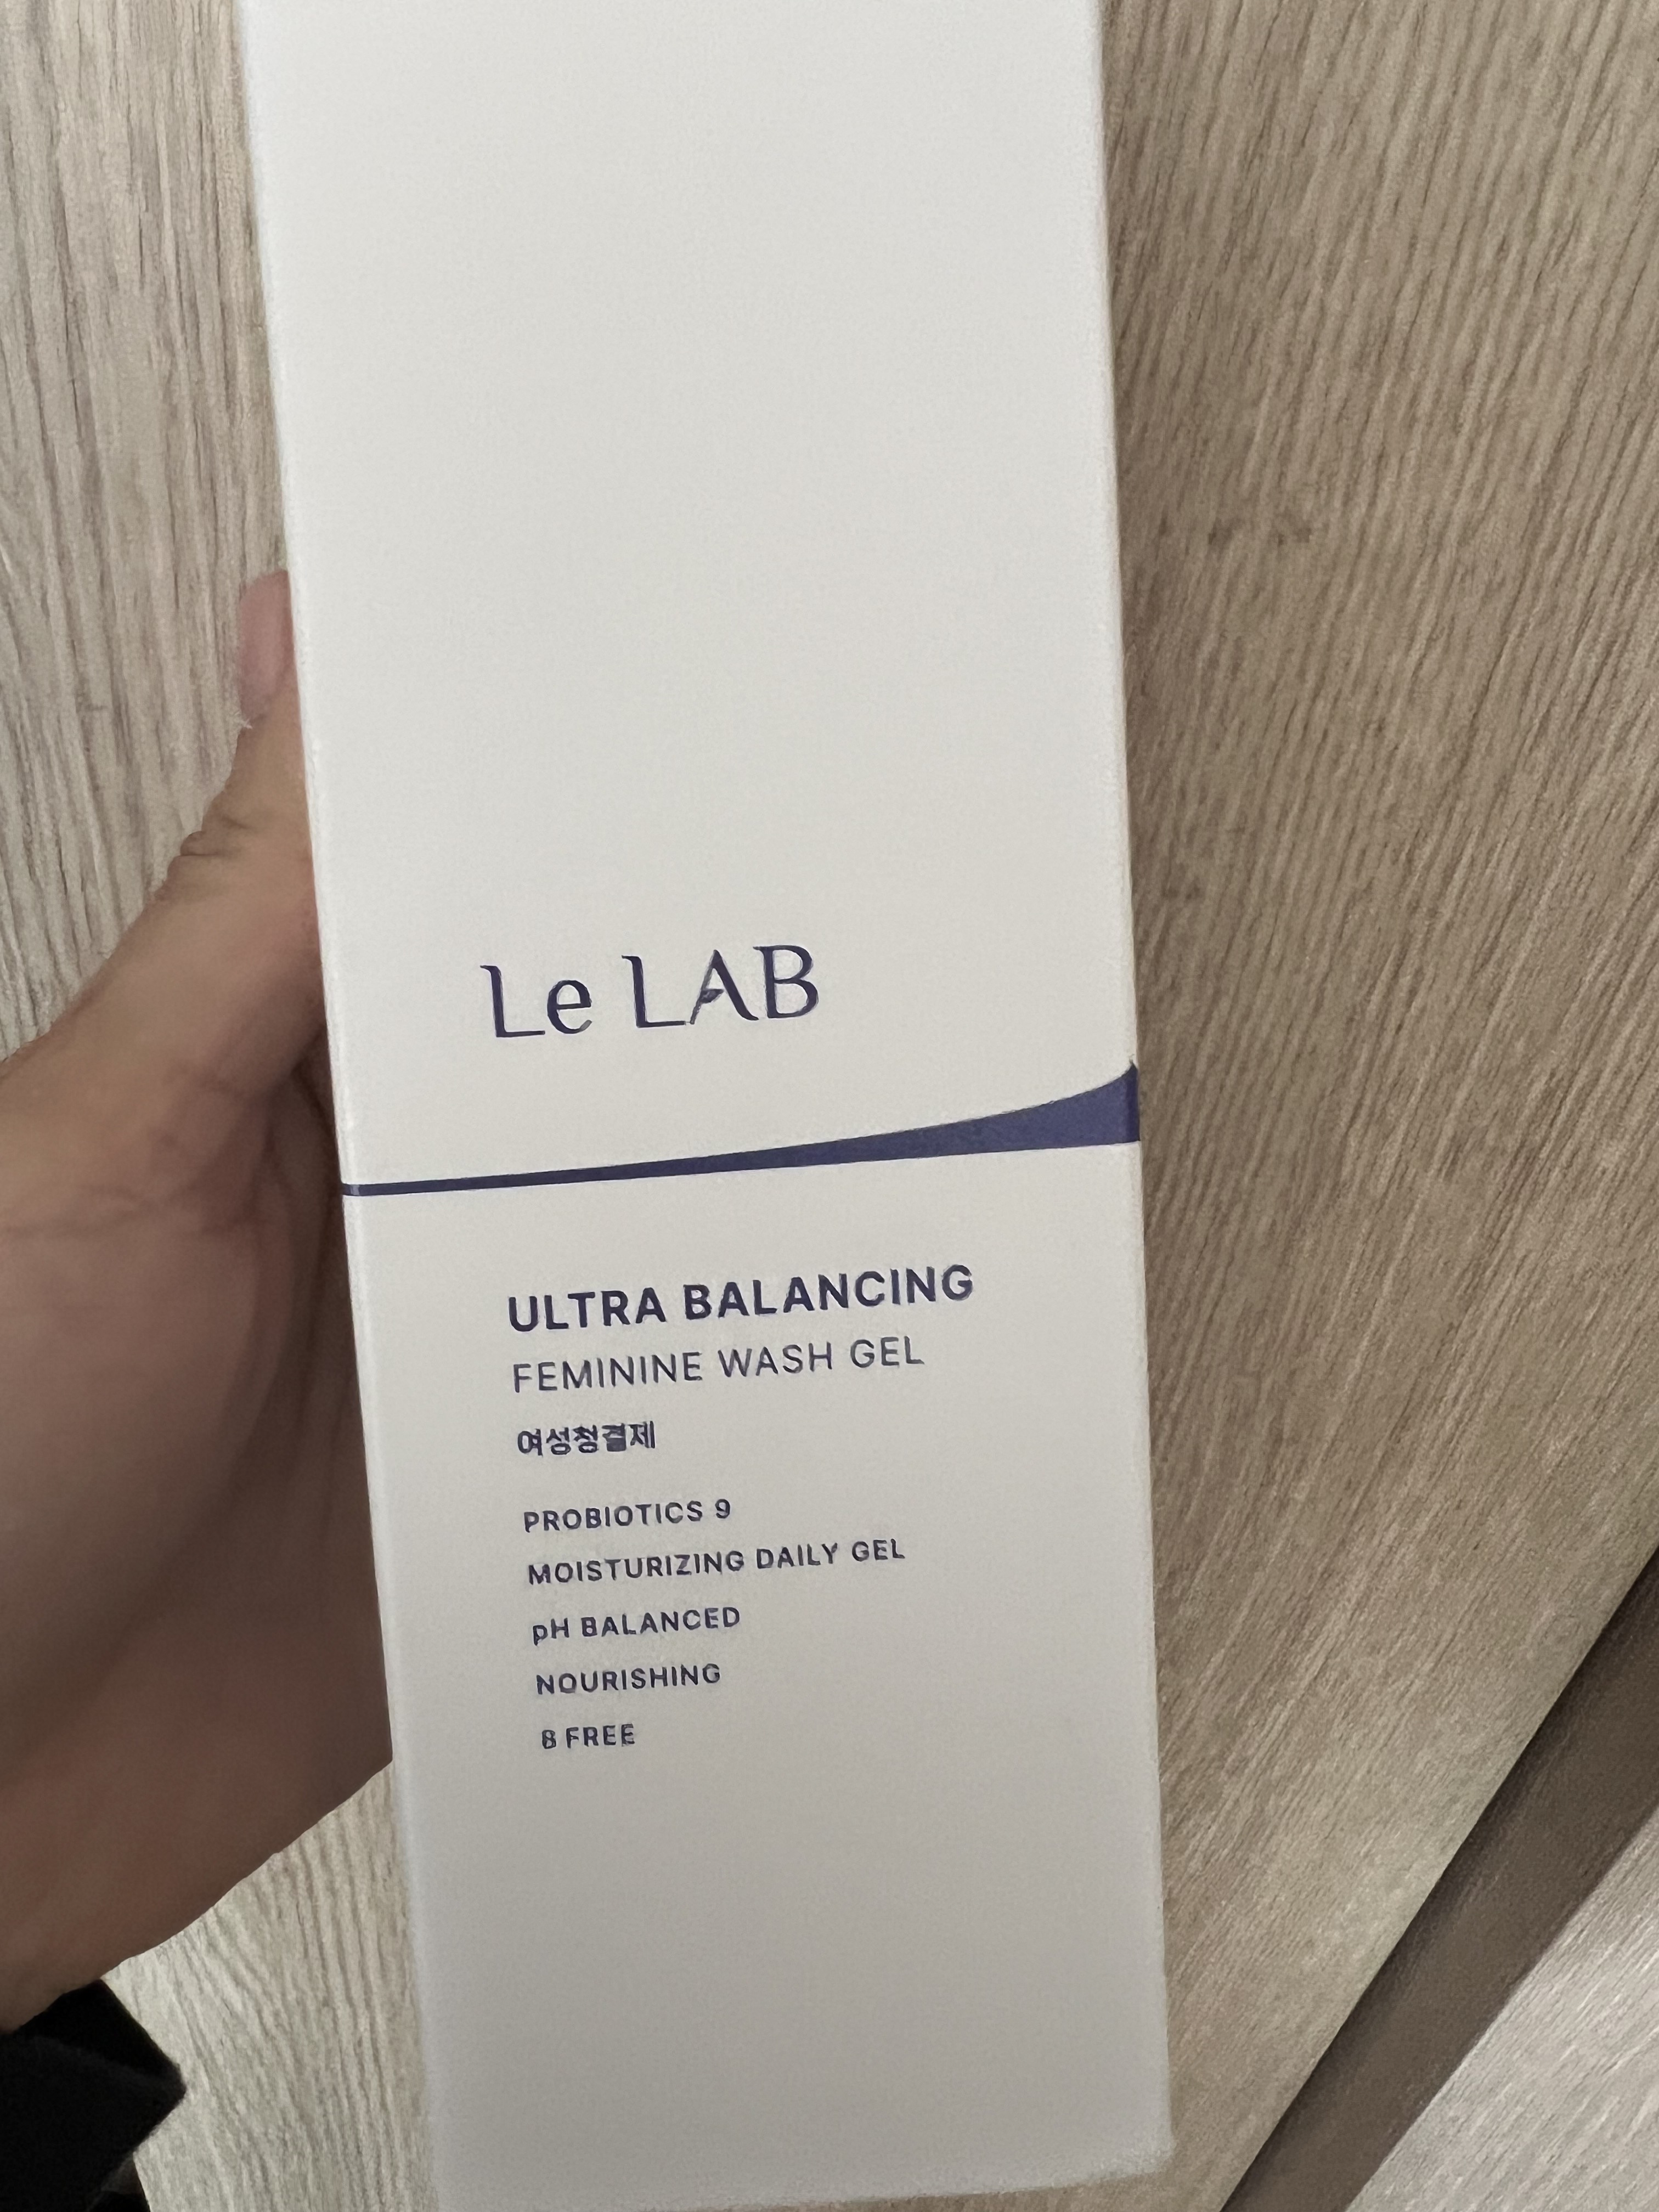 Le LAB
ULTRA BALANCING
FEMININE WASH GEL
여성청결제
PROBIOTICS 9
MOISTURIZING DAILY GEL
pH BALANCED
NOURISHING
8 FREE